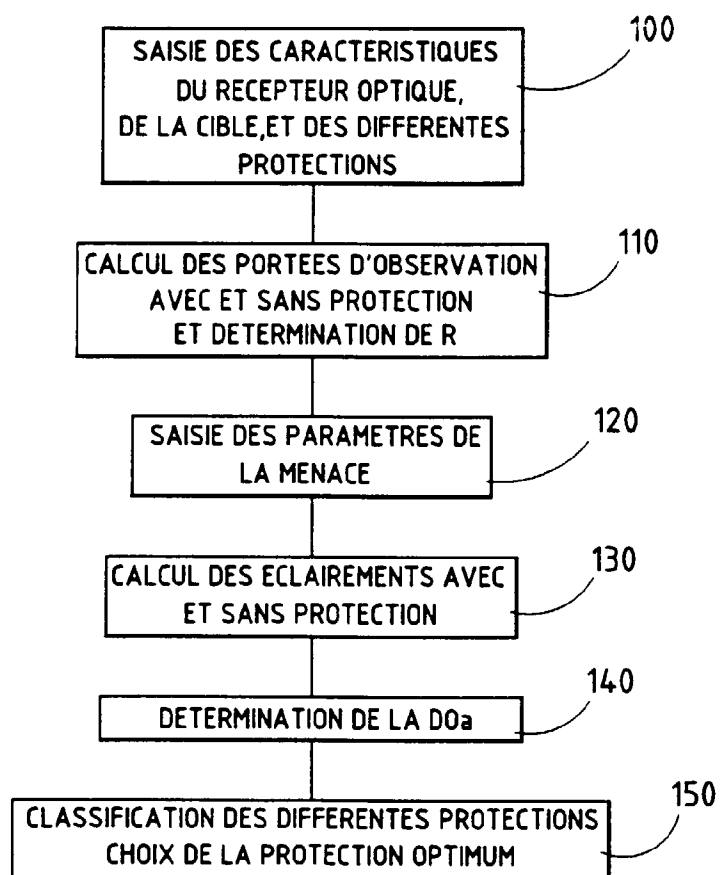 100
SAISIE DES CARACTERISTIQUES
DU RECEPTEUR OPTIQUE,
DE LA CIBLE,ET DES DIFFERENTES
PROTECTIONS
110
CALCUL DES PORTEES D'OBSERVATION
AVEC ET SANS PROTECTION
ET DETERMINATION DE R
120
SAISIE DES PARAMETRES DE
LA MENACE
130
CALCUL DES ECLAIREMENTS AVEC
ET SANS PROTECTION
140
DETERMINATION DE LA DOa
150
CLASSIFICATION DES DIFFERENTES PROTECTIONS
CHOIX DE LA PROTECTION OPTIMUM